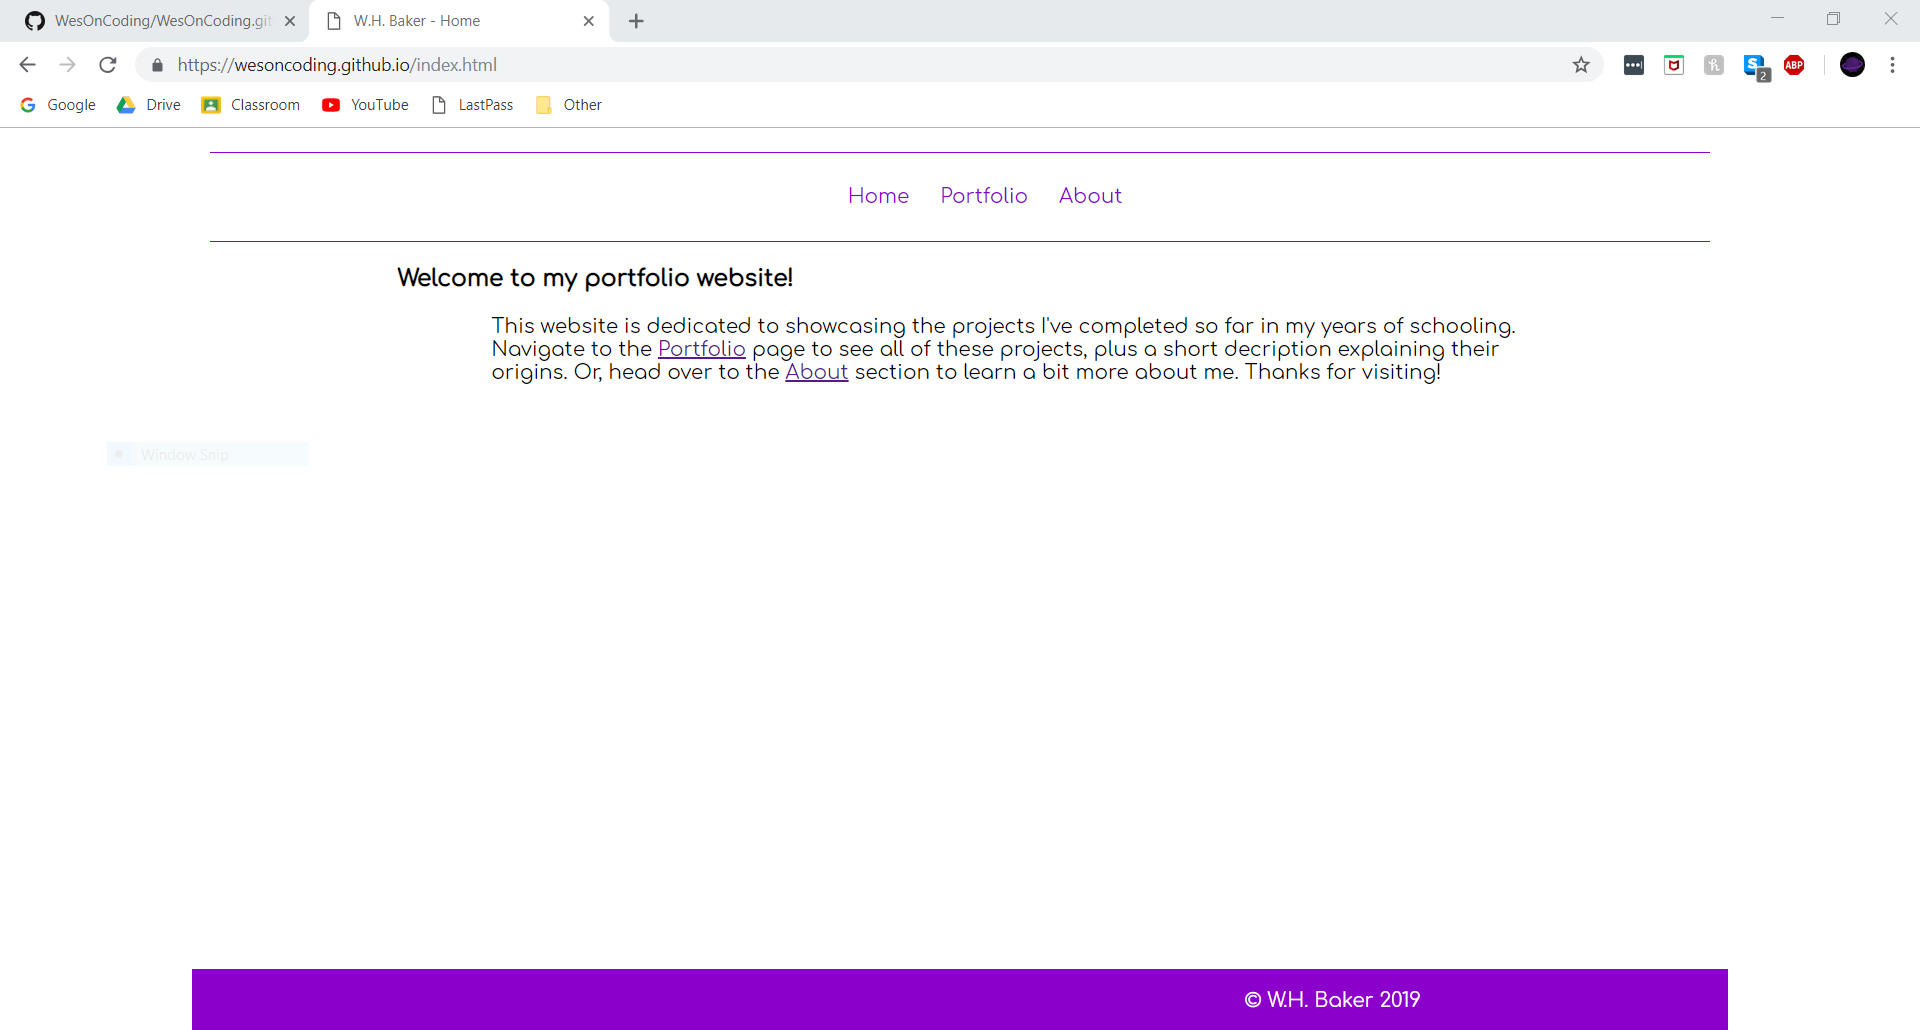 WesOnCoding/WesOnCoding.git
W.H. Baker - Home
https://wesoncoding.github.io/index.html
2
ABP
Google
Drive
Classroom
YouTube
LastPass
Other
Home
Portfolio
About
Welcome to my portfolio website!
This website is dedicated to showcasing the projects I've completed so far in my years of schooling.
Navigate to the Portfolio page to see all of these projects, plus a short decription explaining their
origins. Or, head over to the About section to learn a bit more about me. Thanks for visiting!
Window Snip
© W.H. Baker 2019